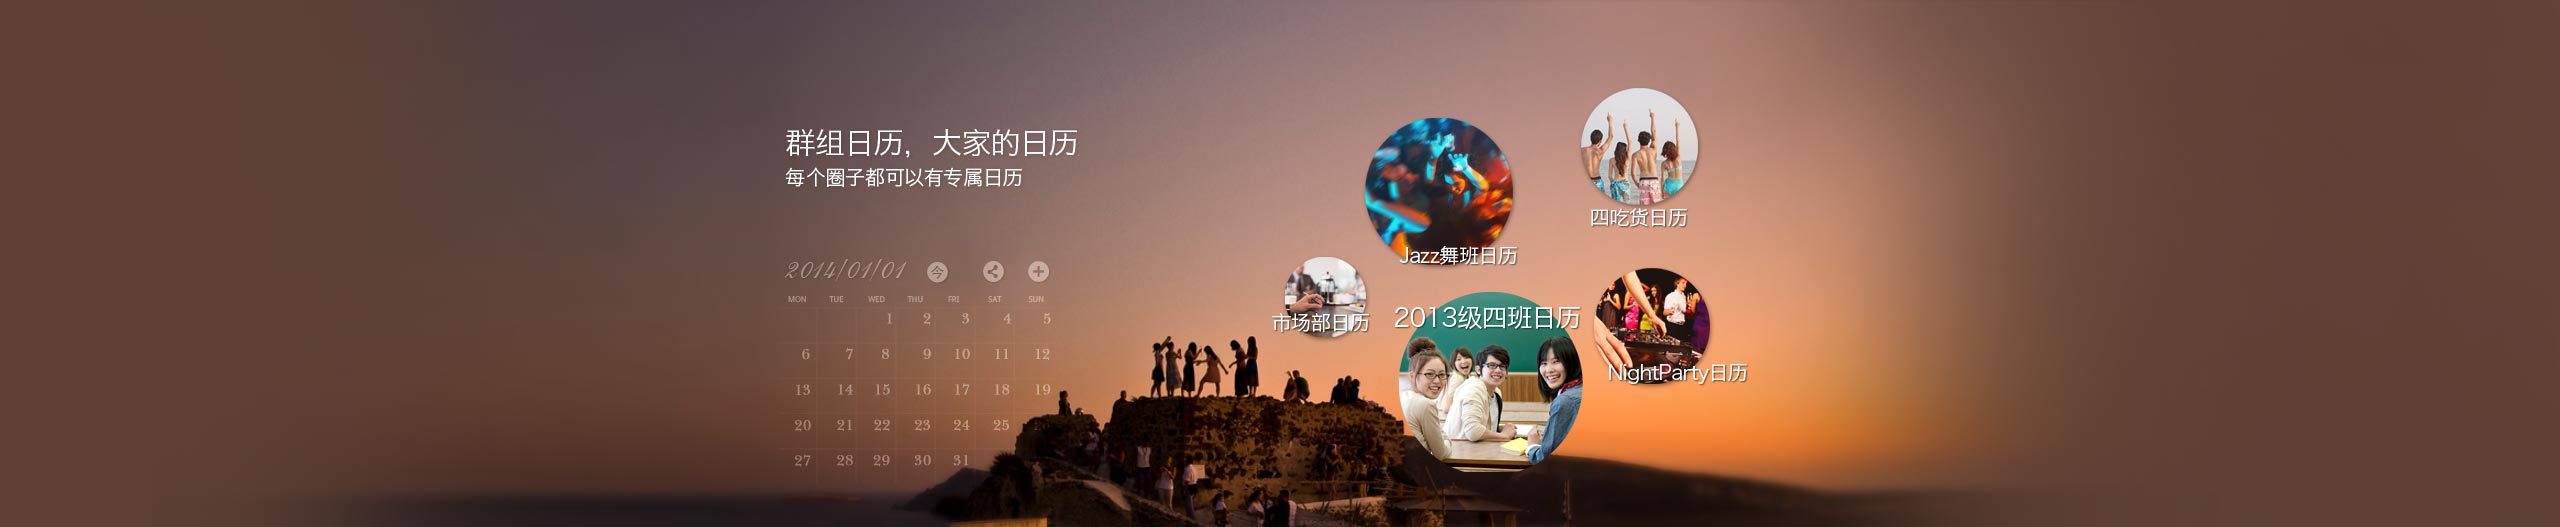 群组日历，大家的日历
每个圈子都可以有专属日历
2014/01/01 今
MON TUE WED THU FRI SAT SUN
1 2 3 4 5
6 7 8 9 10 11 12
13 14 15 16 17 18 19
20 21 22 23 24 25
27 28 29 30 31
四吃货日历
Jazz舞班日历
市场部日历
2013级四班日历
NightParty日历